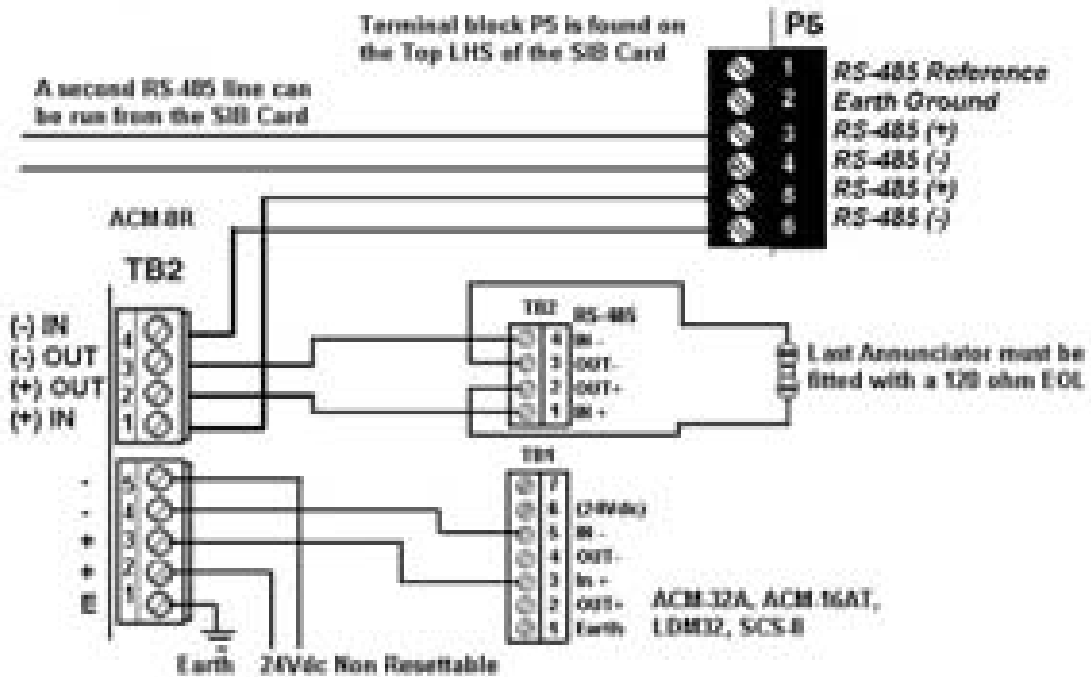 Terminal block P5 is found on
the Top LHS of the SIB Card
P5
A second RS-485 line can
be run from the SIB Card
1 RS-485 Reference
2 Earth Ground
3 RS-485 (+)
4 RS-485 (-)
5 RS-485 (+)
6 RS-485 (-)
ACM-8R
TB2
(-) IN 4
(-) OUT 3
(+) OUT 2
(+) IN 1
TB2 RS-485
4 IN -
3 OUT-
2 OUT+
1 IN +
Last Annunciator must be
fitted with a 120 ohm EOL
- 5
- 4
+ 3
+ 2
E 1
Earth 24Vdc Non Resettable
7
6 (24Vdc)
5 IN -
4 OUT-
3 In +
2 OUT+
1 Earth
ACM-32A, ACM-16AT,
LDM32, SCS-8